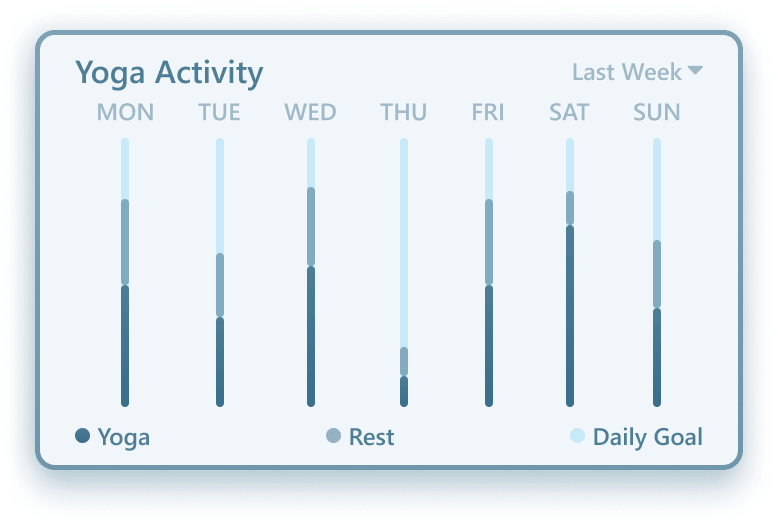 Yoga Activity
Last Week
MON TUE WED THU FRI SAT SUN
Yoga Rest Daily Goal